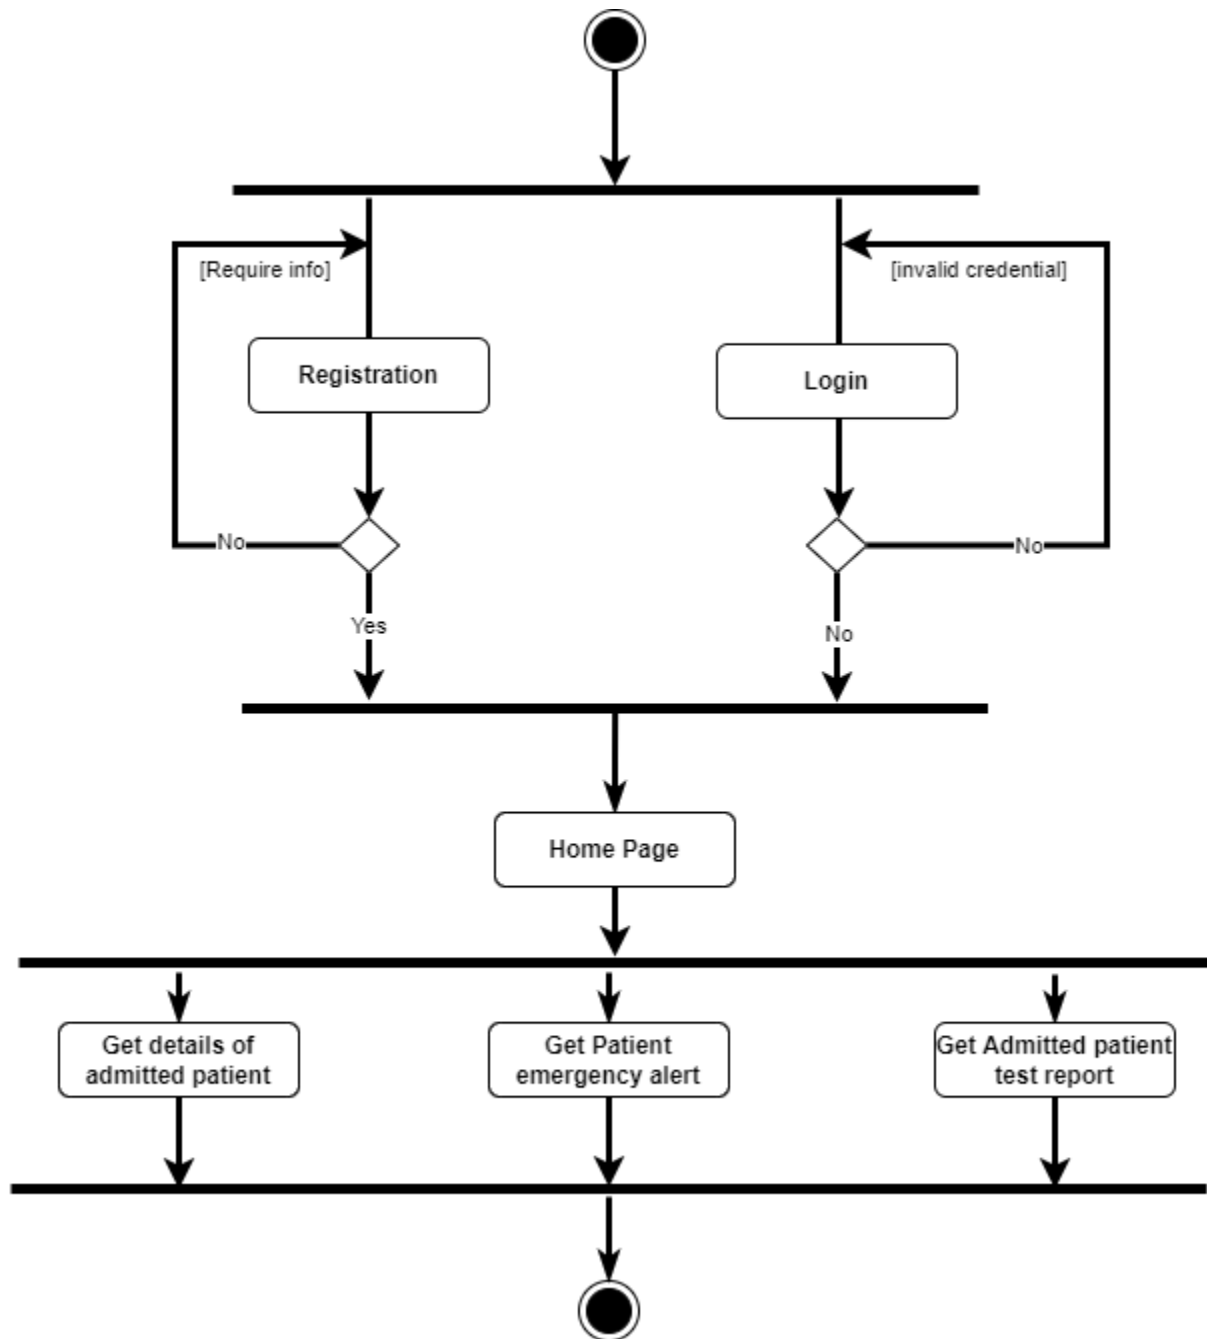 [Require info]
[invalid credential]
Registration
Login
No
No
Yes
No
Home Page
Get details of
admitted patient
Get Patient
emergency alert
Get Admitted patient
test report